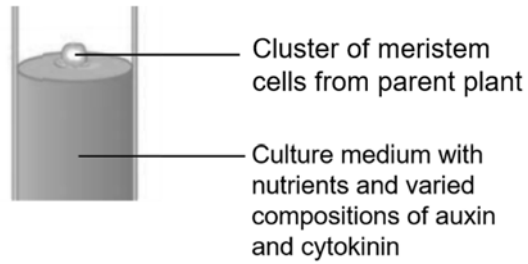 Cluster of meristem
cells from parent plant
Culture medium with
nutrients and varied
compositions of auxin
and cytokinin